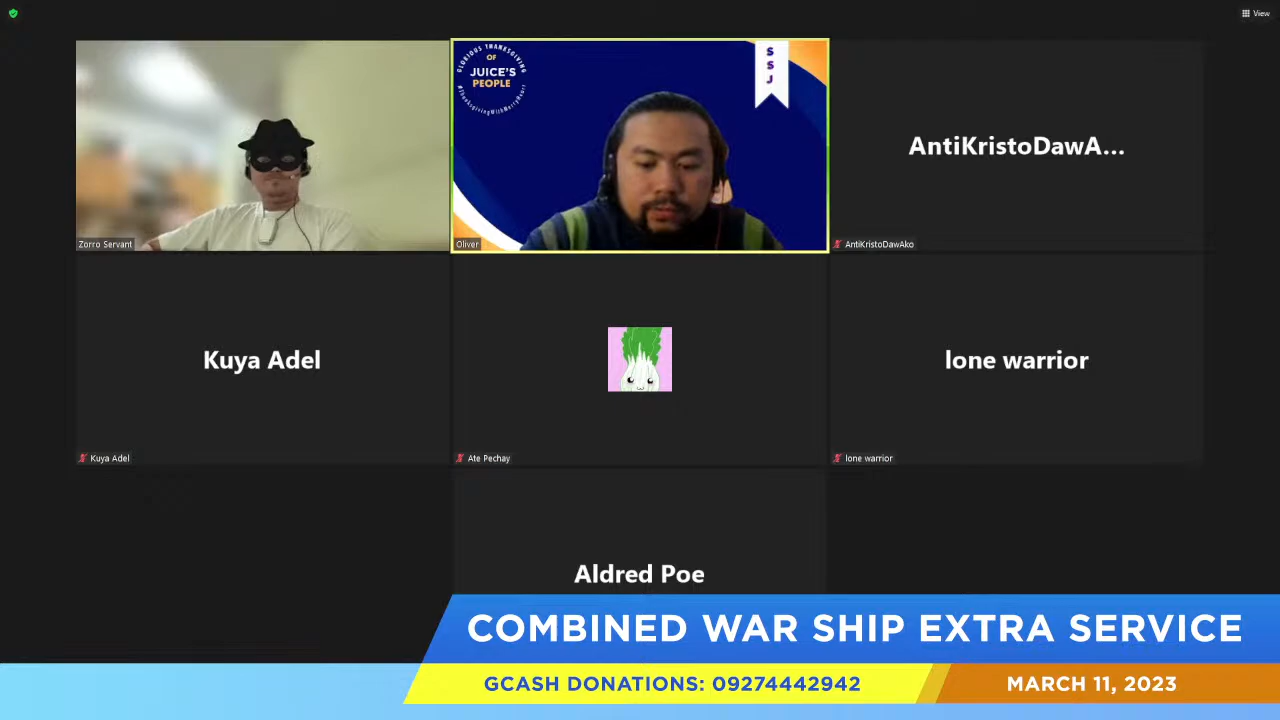 View
GLORIOUS THANKSGIVING
OF
JUICE'S
PEOPLE
#ThanksgivingWithMerryHeart
S
S
J
AntiKristoDawA...
Zorro Servant
Oliver
AntiKristoDawAko
Kuya Adel
lone warrior
Kuya Adel
Ate Pechay
lone warrior
Aldred Poe
COMBINED WAR SHIP EXTRA SERVICE
GCASH DONATIONS: 09274442942
MARCH 11, 2023